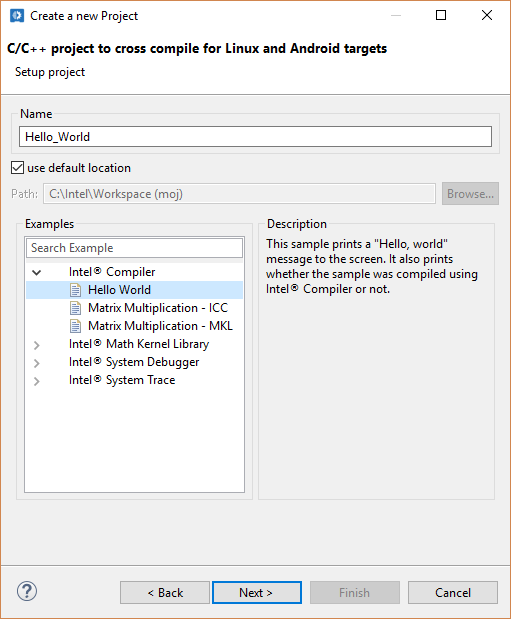 Create a new Project
C/C++ project to cross compile for Linux and Android targets
Setup project
Name
Hello_World
use default location
Path: C:\Intel\Workspace (moj) Browse...
Examples
Search Example
Intel® Compiler
Hello World
Matrix Multiplication - ICC
Matrix Multiplication - MKL
Intel® Math Kernel Library
Intel® System Debugger
Intel® System Trace
Description
This sample prints a "Hello, world"
message to the screen. It also prints
whether the sample was compiled using
Intel® Compiler or not.
? < Back Next > Finish Cancel